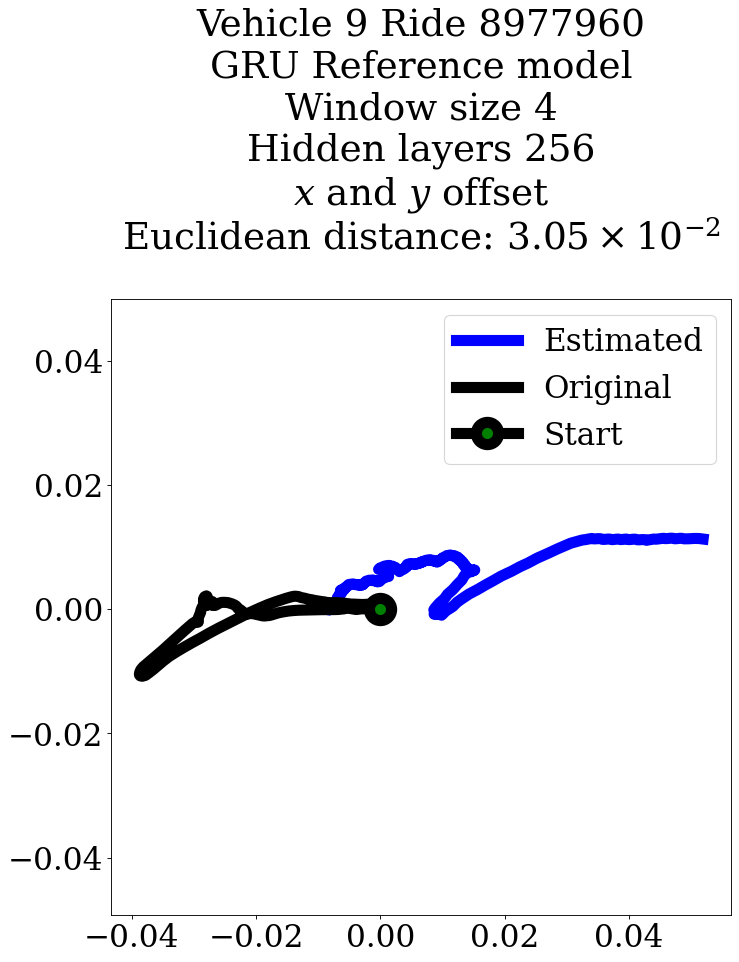 Vehicle 9 Ride 8977960
GRU Reference model
Window size 4
Hidden layers 256
x and y offset
Euclidean distance: 3.05 × 10⁻²
Estimated
Original
Start
0.04
0.02
0.00
−0.02
−0.04
−0.04 −0.02 0.00 0.02 0.04